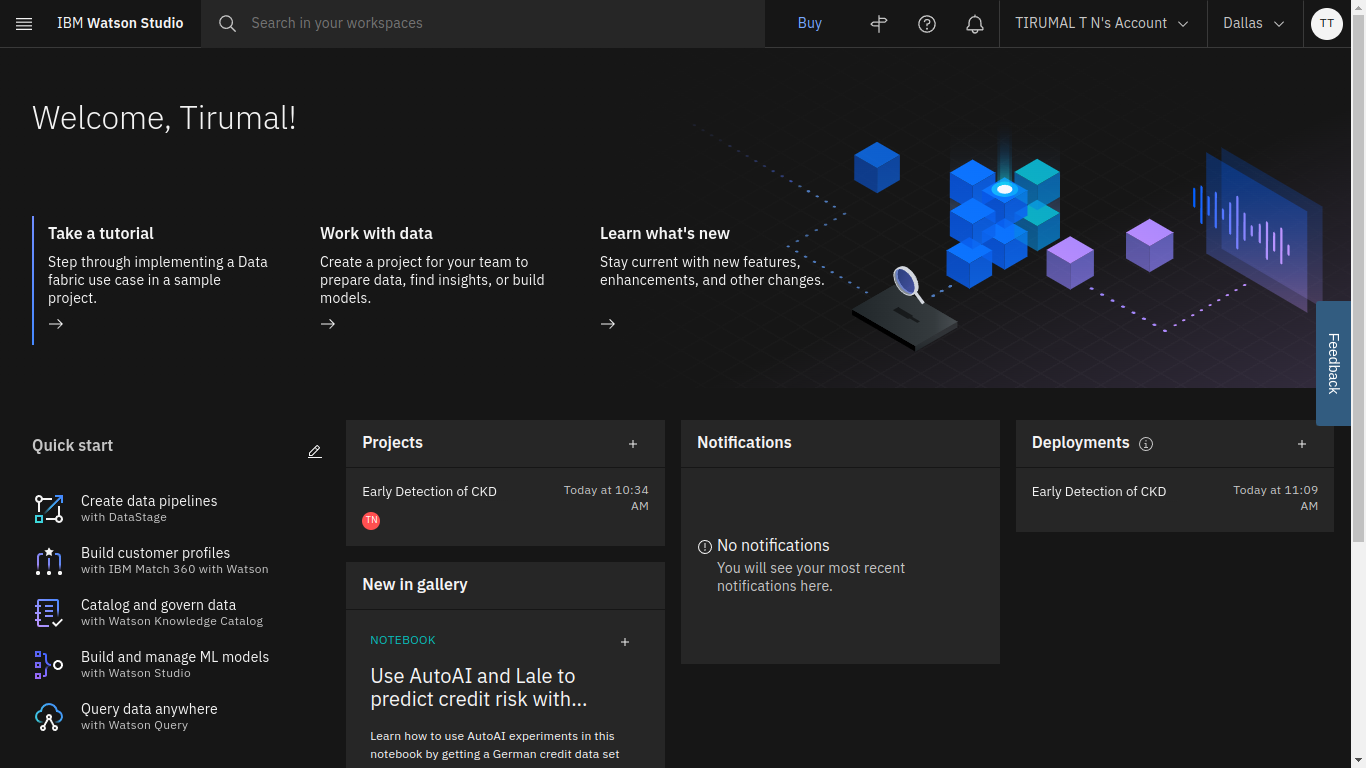 IBM Watson Studio
Search in your workspaces
Buy
TIRUMAL T N's Account
Dallas
TT
Welcome, Tirumal!
Take a tutorial
Step through implementing a Data
fabric use case in a sample
project.
Work with data
Create a project for your team to
prepare data, find insights, or build
models.
Learn what's new
Stay current with new features,
enhancements, and other changes.
Feedback
Quick start
Create data pipelines
with DataStage
Build customer profiles
with IBM Match 360 with Watson
Catalog and govern data
with Watson Knowledge Catalog
Build and manage ML models
with Watson Studio
Query data anywhere
with Watson Query
Projects
Early Detection of CKD
Today at 10:34
AM
TN
New in gallery
NOTEBOOK
Use AutoAI and Lale to
predict credit risk with...
Learn how to use AutoAI experiments in this
notebook by getting a German credit data set
Notifications
No notifications
You will see your most recent
notifications here.
Deployments
Early Detection of CKD
Today at 11:09
AM